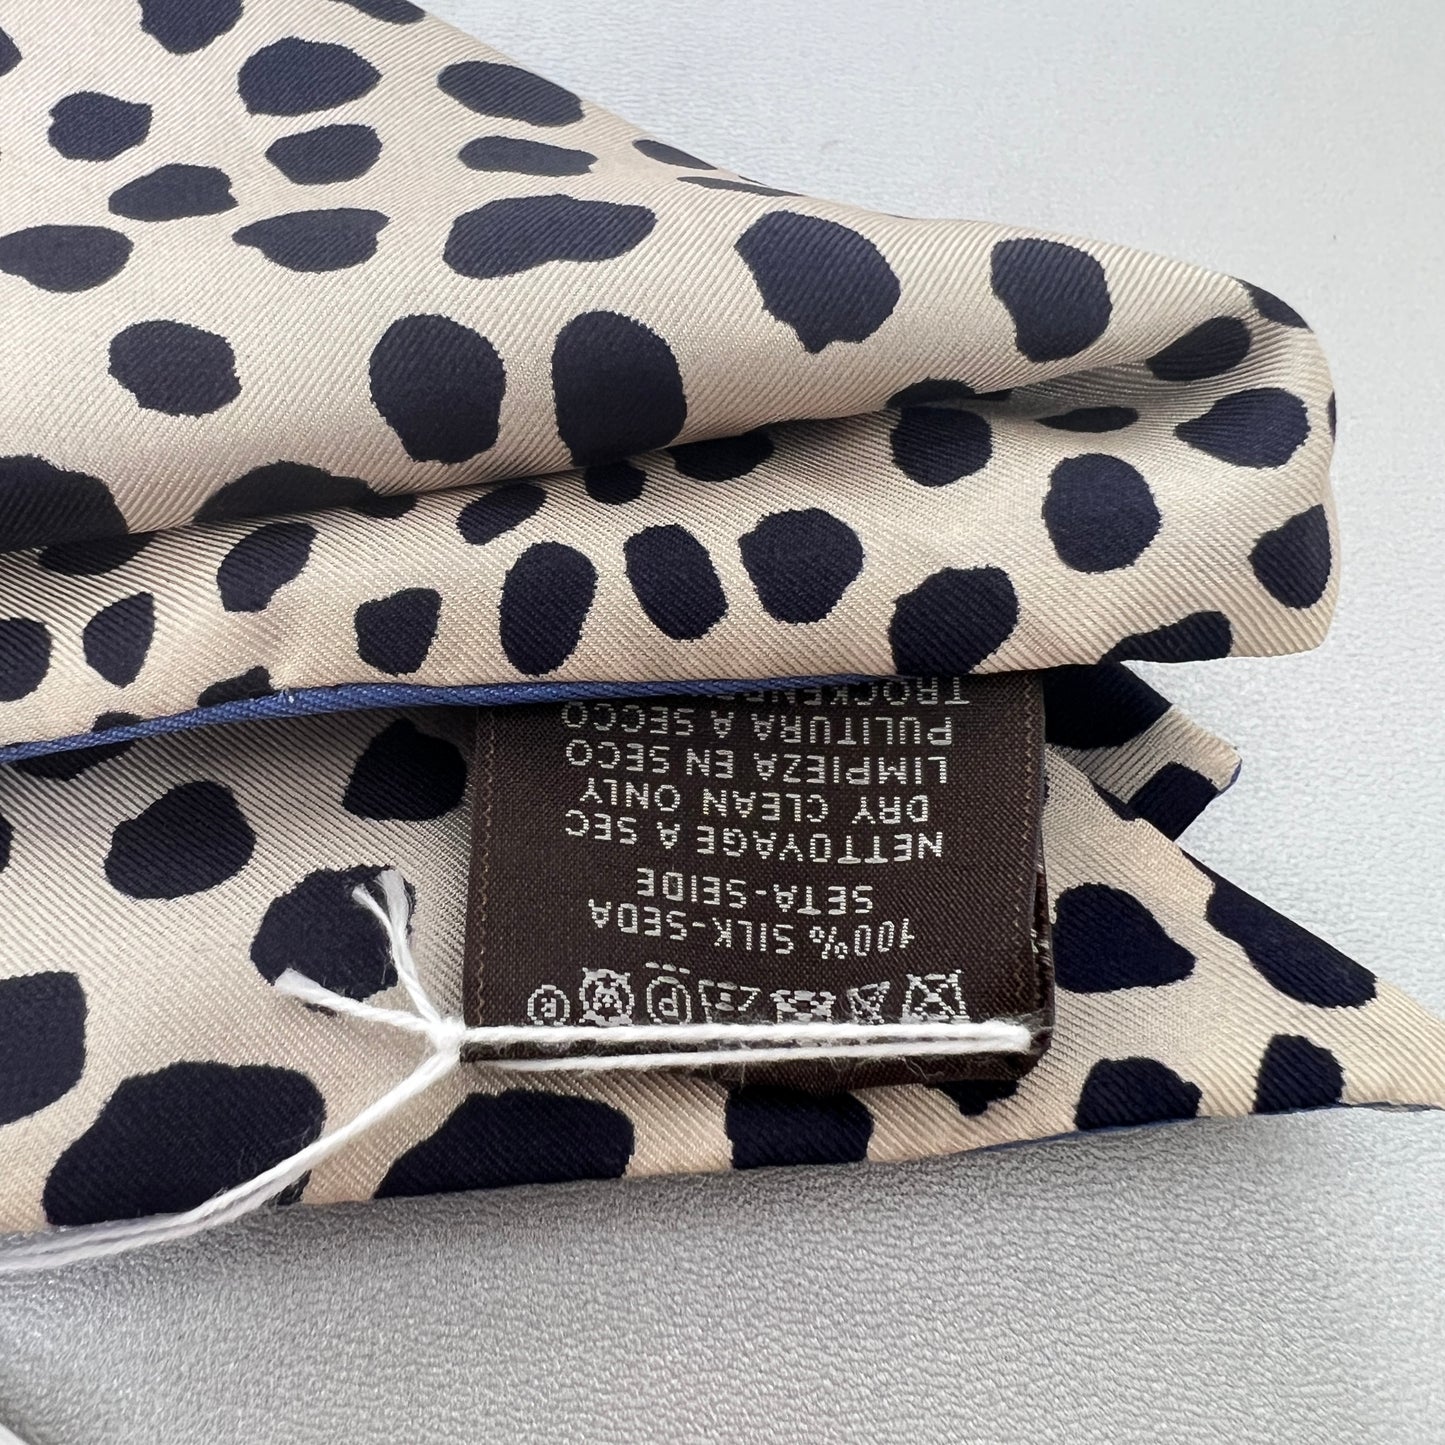 100% SILK-SEDA
SETA-SEIDE
NETTOYAGE A SEC
DRY CLEAN ONLY
LIMPIEZA EN SECO
PULITURA A SECCO